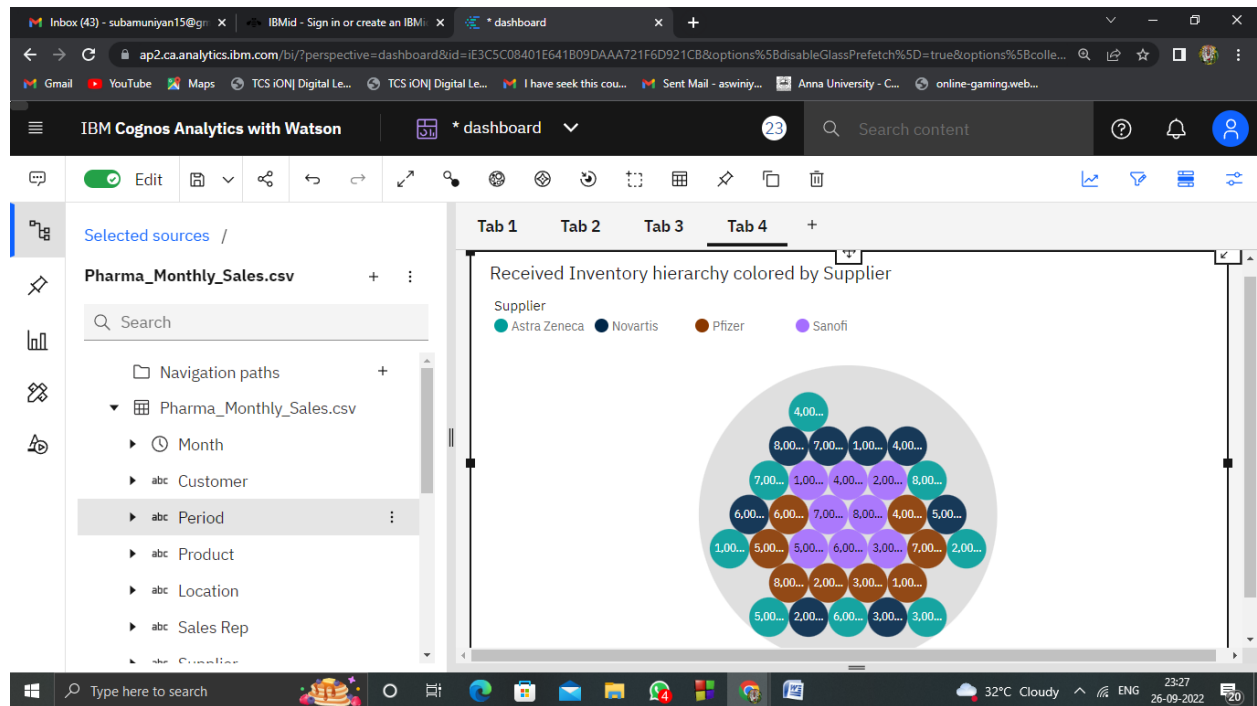 Inbox (43) - subamuniyan15@gm
IBMid - Sign in or create an IBMi
* dashboard
ap2.ca.analytics.ibm.com/bi/?perspective=dashboard&id=iE3C5C08401E641B09DAAA721F6D921CB&options%5BdisableGlassPrefetch%5D=true&options%5Bcolle...
Gmail YouTube Maps TCS iON| Digital Le... TCS iON| Digital Le... I have seek this cou... Sent Mail - aswiniy... Anna University - C... online-gaming.web...
IBM Cognos Analytics with Watson
* dashboard
23
Search content
Edit
Selected sources /
Tab 1 Tab 2 Tab 3 Tab 4 +
Pharma_Monthly_Sales.csv
Search
Navigation paths
Pharma_Monthly_Sales.csv
Month
abc Customer
abc Period
abc Product
abc Location
abc Sales Rep
abc Supplier
Received Inventory hierarchy colored by Supplier
Supplier
Astra Zeneca Novartis Pfizer Sanofi
4,00...
8,00... 7,00... 1,00... 4,00...
7,00... 1,00... 4,00... 2,00... 8,00...
6,00... 6,00... 7,00... 8,00... 4,00... 5,00...
1,00... 5,00... 5,00... 6,00... 3,00... 7,00... 2,00...
8,00... 2,00... 3,00... 1,00...
5,00... 2,00... 6,00... 3,00... 3,00...
Type here to search
4
32°C Cloudy
ENG
23:27
26-09-2022
20